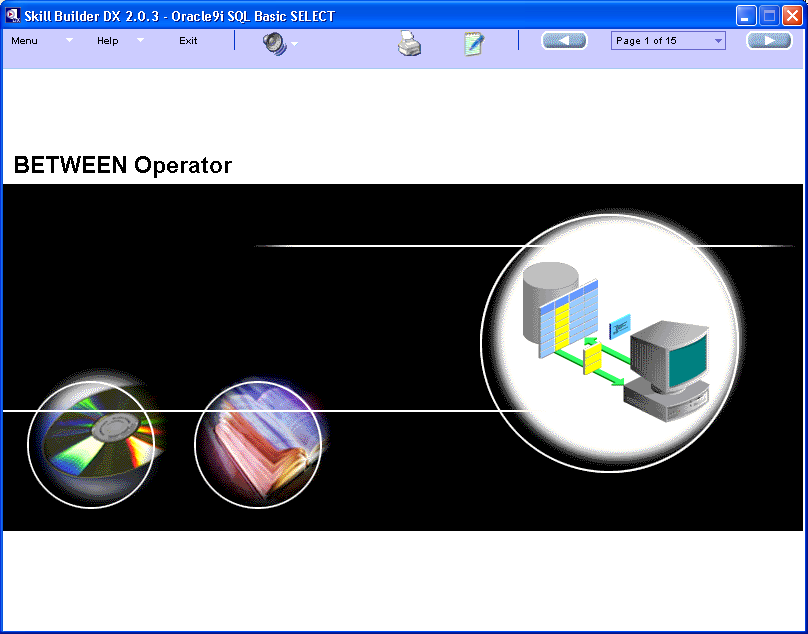 Skill Builder DX 2.0.3 - Oracle9i SQL Basic SELECT
Menu Help Exit Page 1 of 15
BETWEEN Operator